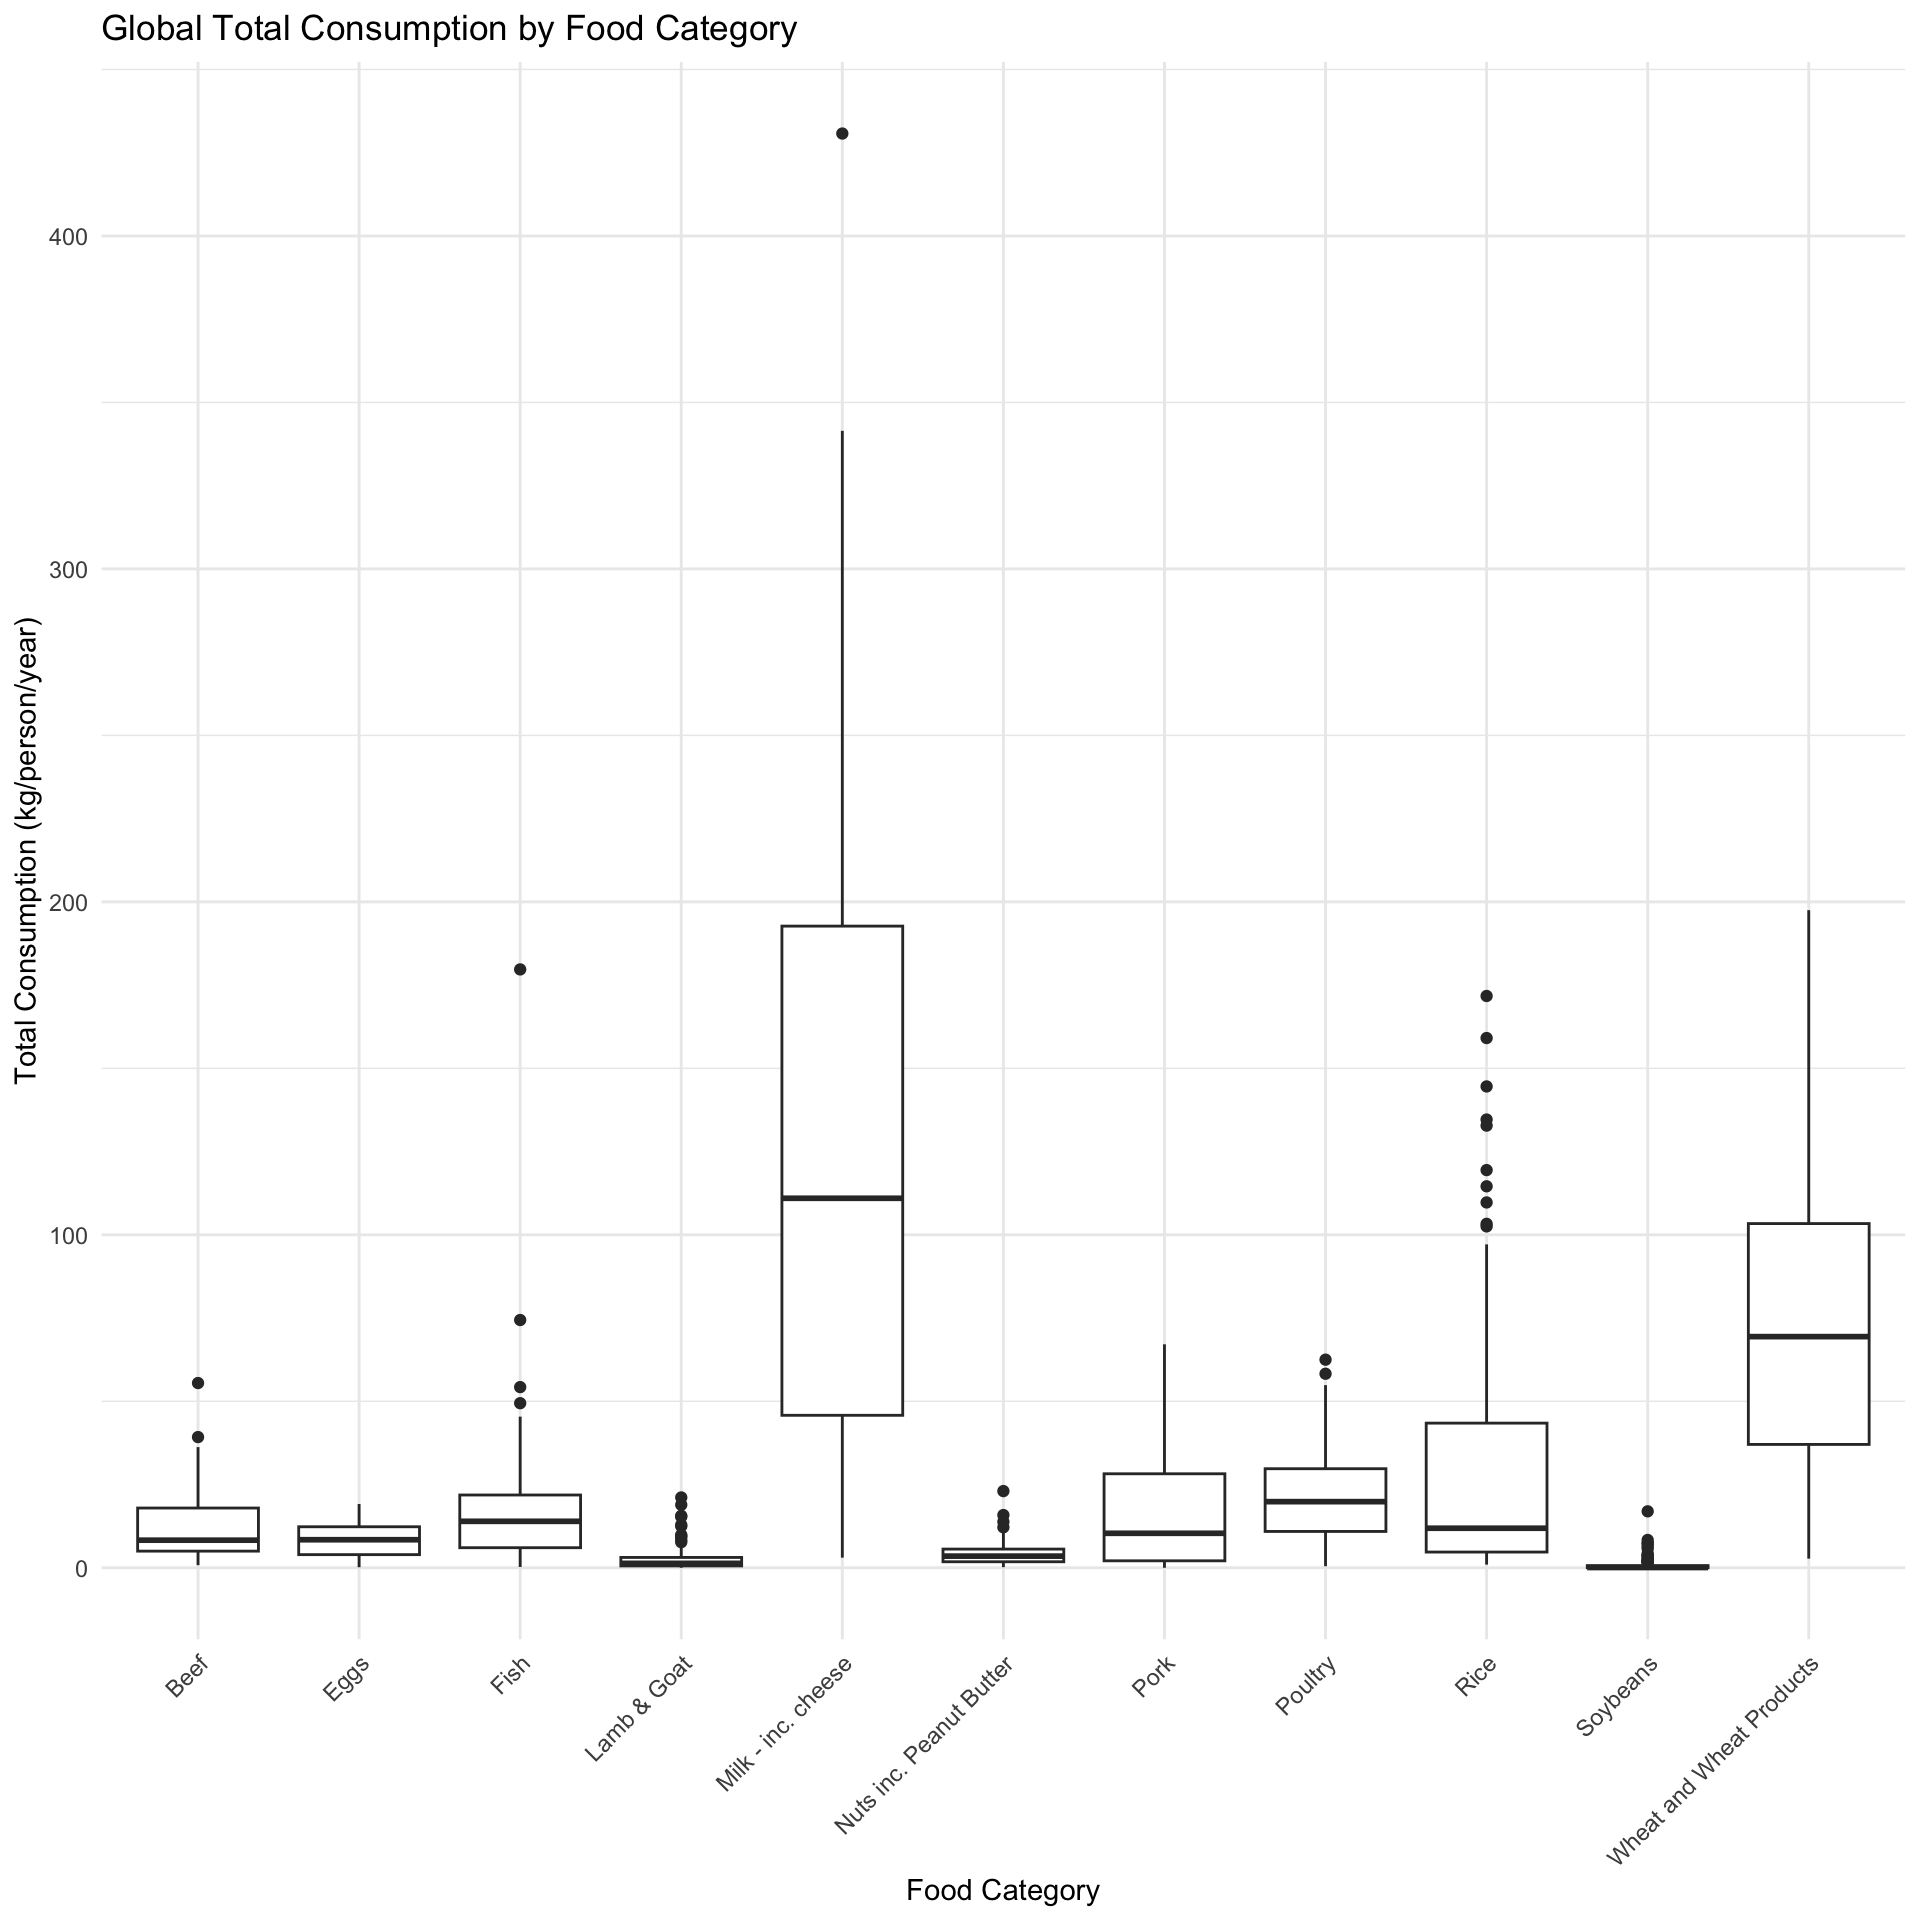 Global Total Consumption by Food Category
Total Consumption (kg/person/year)
400
300
200
100
0
Beef
Eggs
Fish
Lamb & Goat
Milk - inc. cheese
Nuts inc. Peanut Butter
Pork
Poultry
Rice
Soybeans
Wheat and Wheat Products
Food Category